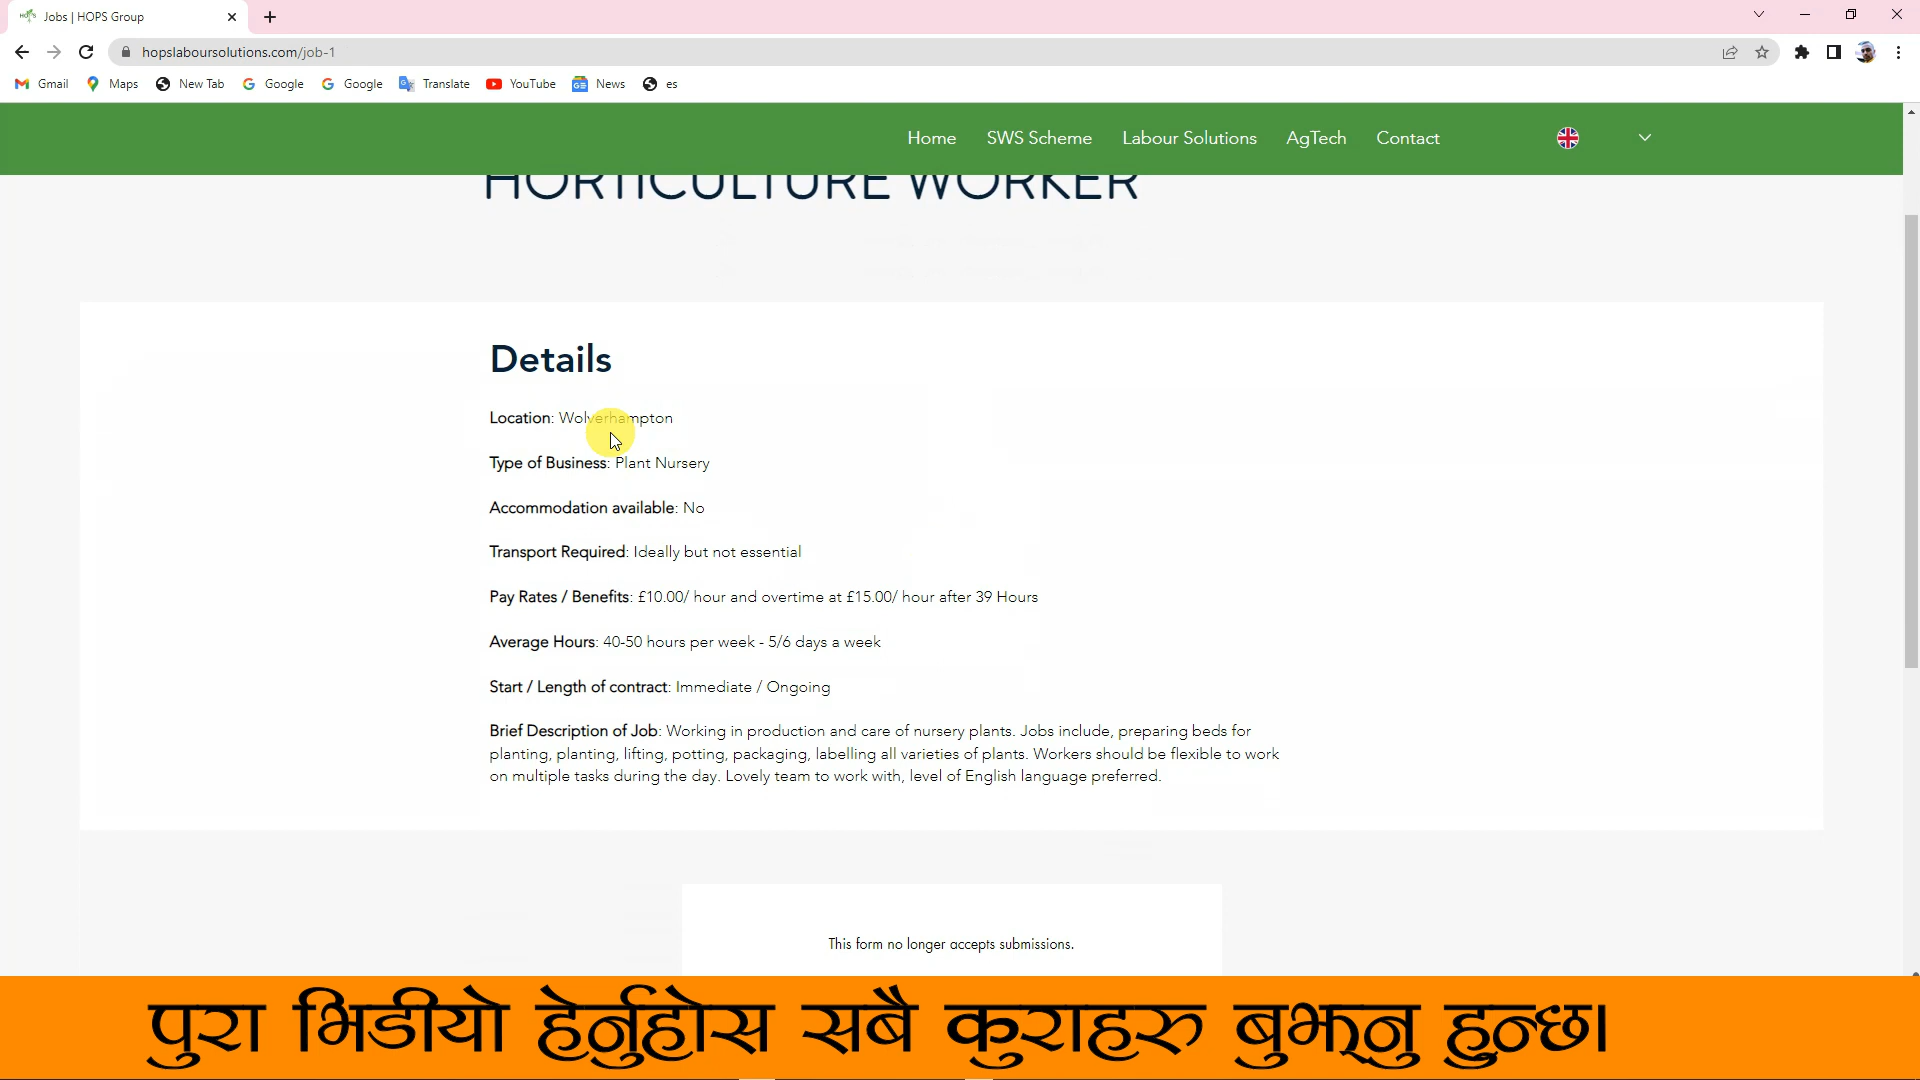 Jobs | HOPS Group
hopslaboursolutions.com/job-1
Gmail Maps New Tab Google Google Translate YouTube News es
Home SWS Scheme Labour Solutions AgTech Contact
HORTICULTURE WORKER
Details
Location: Wolverhampton
Type of Business: Plant Nursery
Accommodation available: No
Transport Required: Ideally but not essential
Pay Rates / Benefits: £10.00/ hour and overtime at £15.00/ hour after 39 Hours
Average Hours: 40-50 hours per week - 5/6 days a week
Start / Length of contract: Immediate / Ongoing
Brief Description of Job: Working in production and care of nursery plants. Jobs include, preparing beds for
planting, planting, lifting, potting, packaging, labelling all varieties of plants. Workers should be flexible to work
on multiple tasks during the day. Lovely team to work with, level of English language preferred.
This form no longer accepts submissions.
पुरा भिडीयो हेर्नुहोस सबै कुराहरु बुझ्नु हुन्छ।